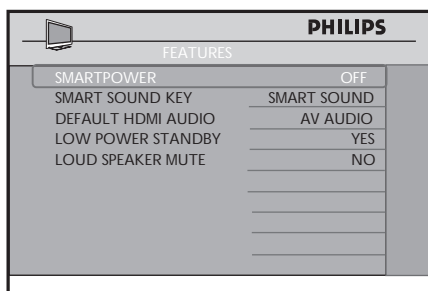 PHILIPS
FEATURES
SMARTPOWER OFF
SMART SOUND KEY SMART SOUND
DEFAULT HDMI AUDIO AV AUDIO
LOW POWER STANDBY YES
LOUD SPEAKER MUTE NO